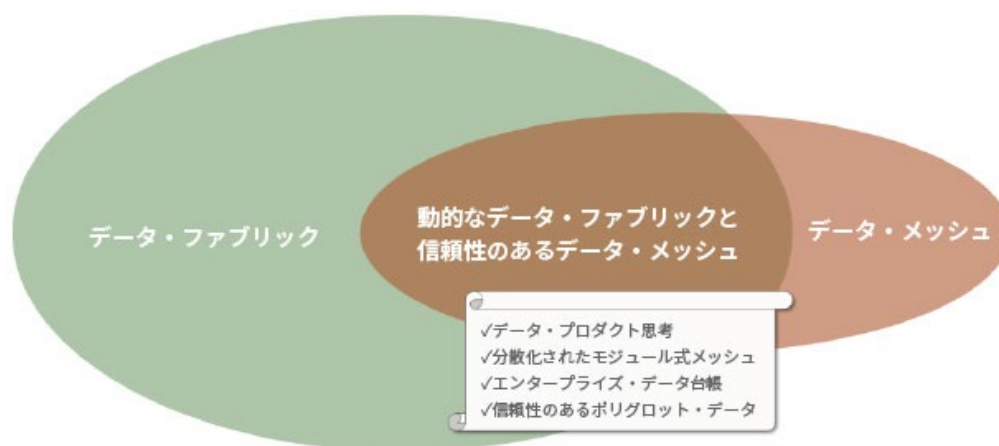 データ・ファブリック
動的なデータ・ファブリックと
信頼性のあるデータ・メッシュ
データ・メッシュ
✓データ・プロダクト思考
✓分散化されたモジュール式メッシュ
✓エンタープライズ・データ台帳
✓信頼性のあるポリグロット・データ